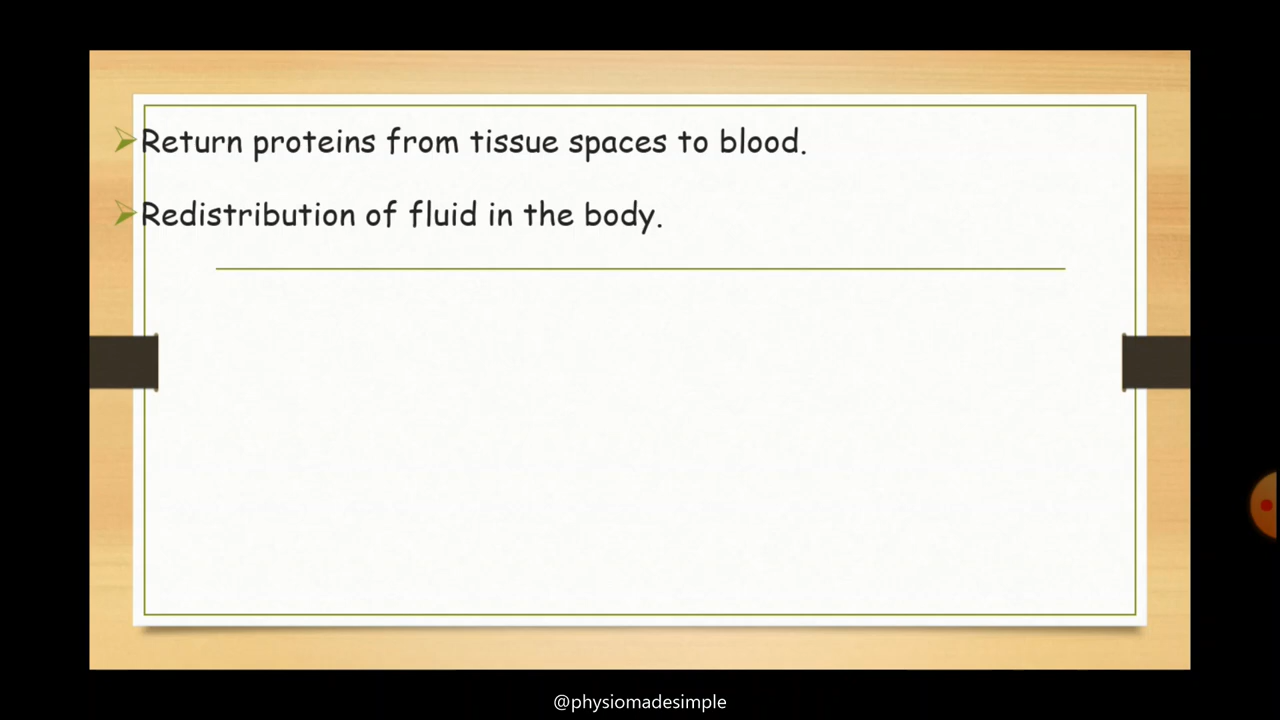 Return proteins from tissue spaces to blood.
Redistribution of fluid in the body.
@physiomadesimple